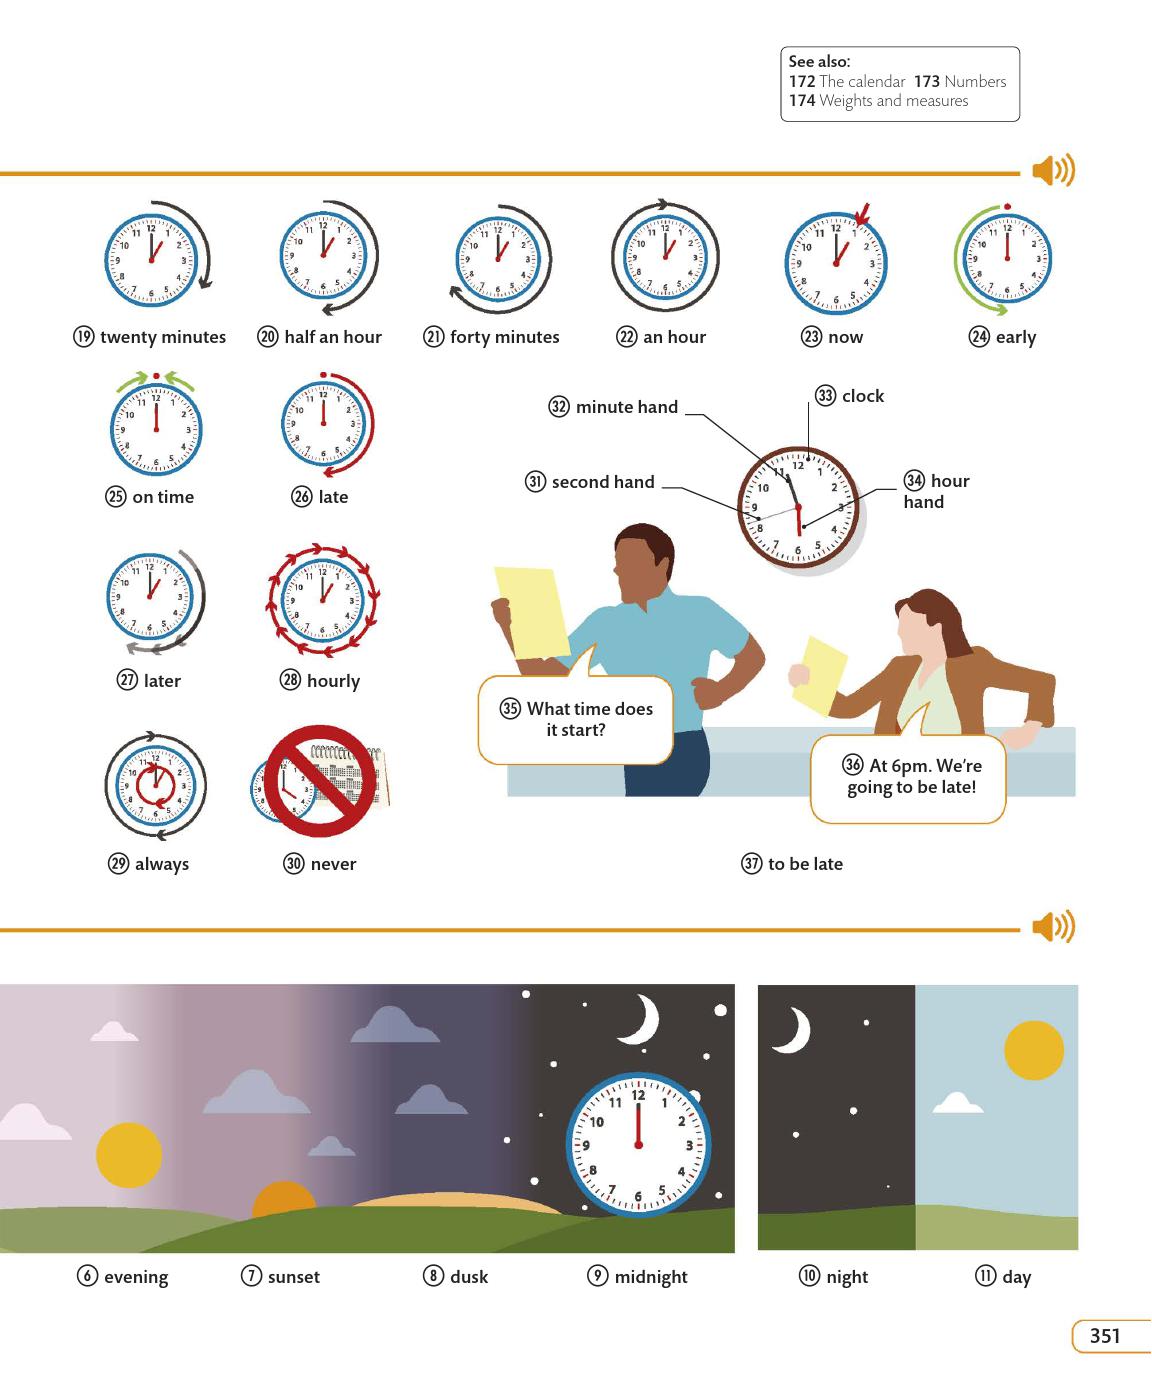 See also:
172 The calendar 173 Numbers
174 Weights and measures
19 twenty minutes
20 half an hour
21 forty minutes
22 an hour
23 now
24 early
25 on time
26 late
27 later
28 hourly
29 always
30 never
32 minute hand
33 clock
31 second hand
34 hour
hand
35 What time does
it start?
36 At 6pm. We're
going to be late!
37 to be late
6 evening
7 sunset
8 dusk
9 midnight
10 night
11 day
351